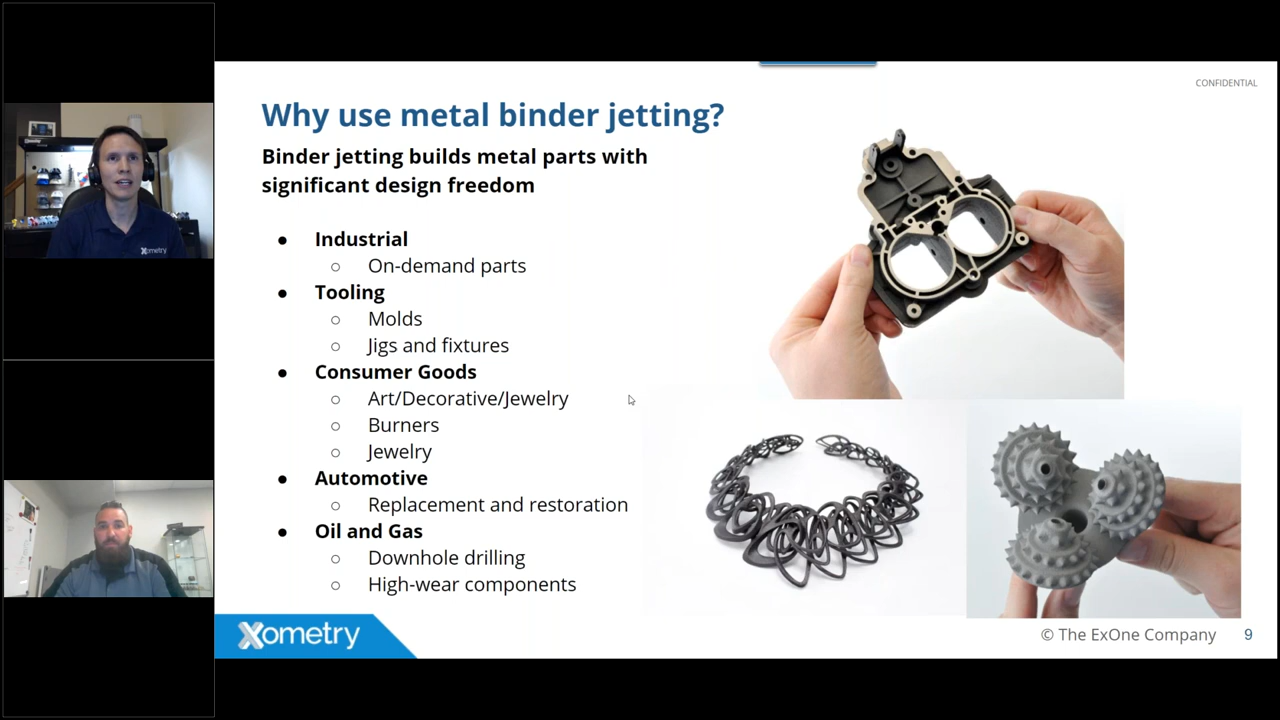 CONFIDENTIAL
Why use metal binder jetting?
Binder jetting builds metal parts with
significant design freedom
● Industrial
○ On-demand parts
● Tooling
○ Molds
○ Jigs and fixtures
● Consumer Goods
○ Art/Decorative/Jewelry
○ Burners
○ Jewelry
● Automotive
○ Replacement and restoration
● Oil and Gas
○ Downhole drilling
○ High-wear components
Xometry
© The ExOne Company 9
Xometry